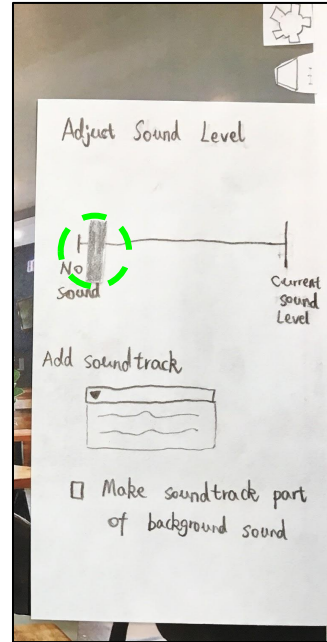 Adjust Sound Level
No
sound
Current
sound
Level
Add soundtrack
Make soundtrack part
of background sound